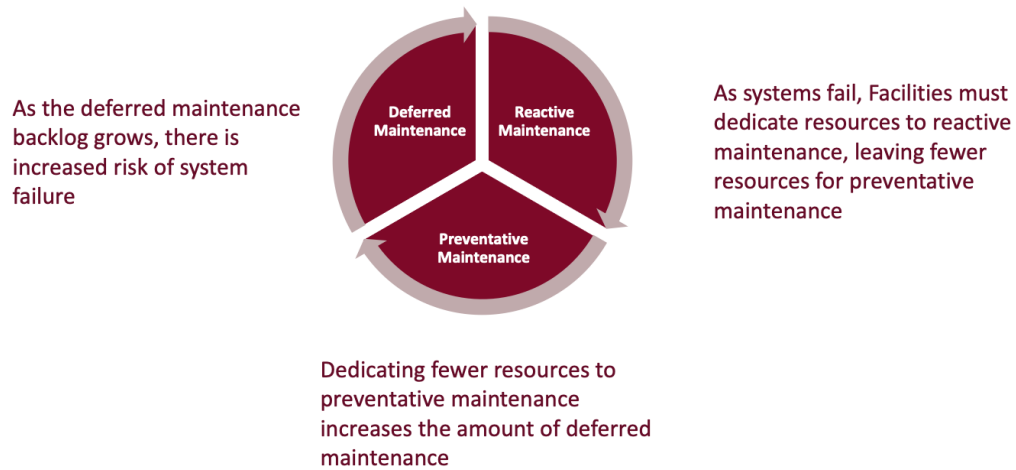 As the deferred maintenance
backlog grows, there is
increased risk of system
failure
Deferred
Maintenance
Reactive
Maintenance
Preventative
Maintenance
As systems fail, Facilities must
dedicate resources to reactive
maintenance, leaving fewer
resources for preventative
maintenance
Dedicating fewer resources to
preventative maintenance
increases the amount of deferred
maintenance